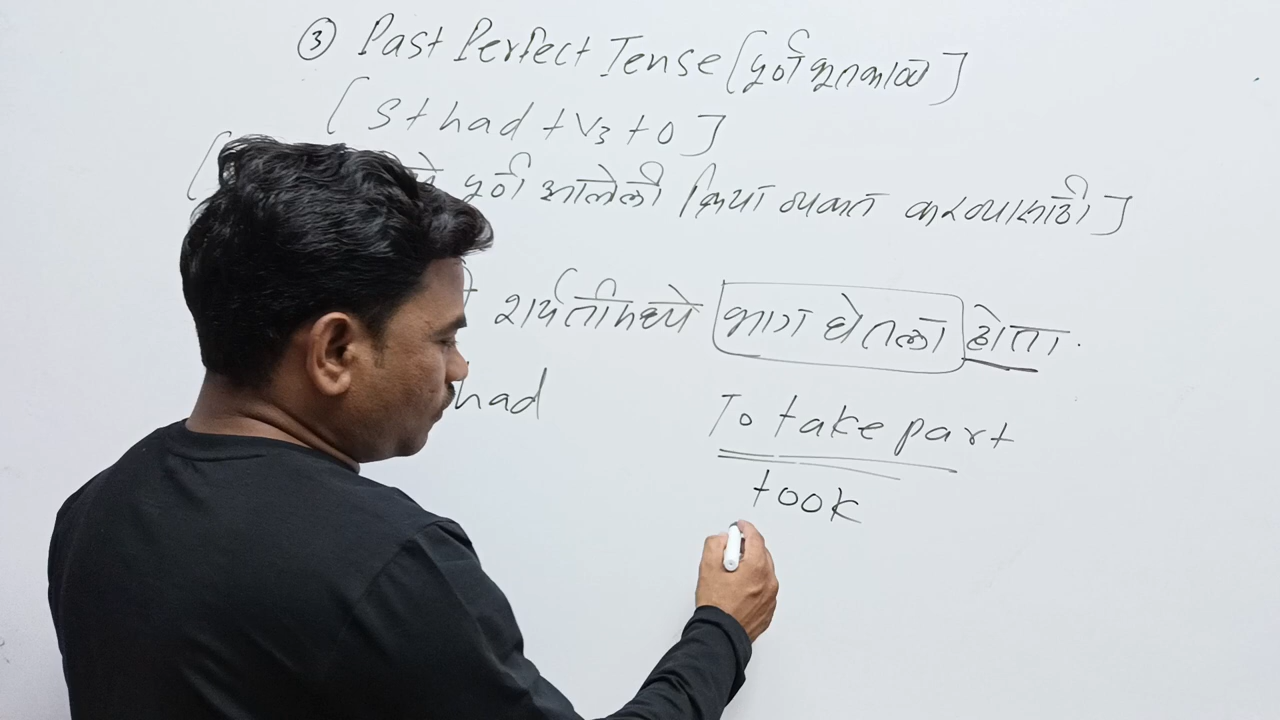 ③ Past Perfect Tense [पूर्ण भूतकाळ]
[S + had + V3 + O]
पूर्ण झालेली क्रिया व्यक्त करण्यासाठी]
शर्यतीमध्ये भाग घेतला होता.
had
To take part
took